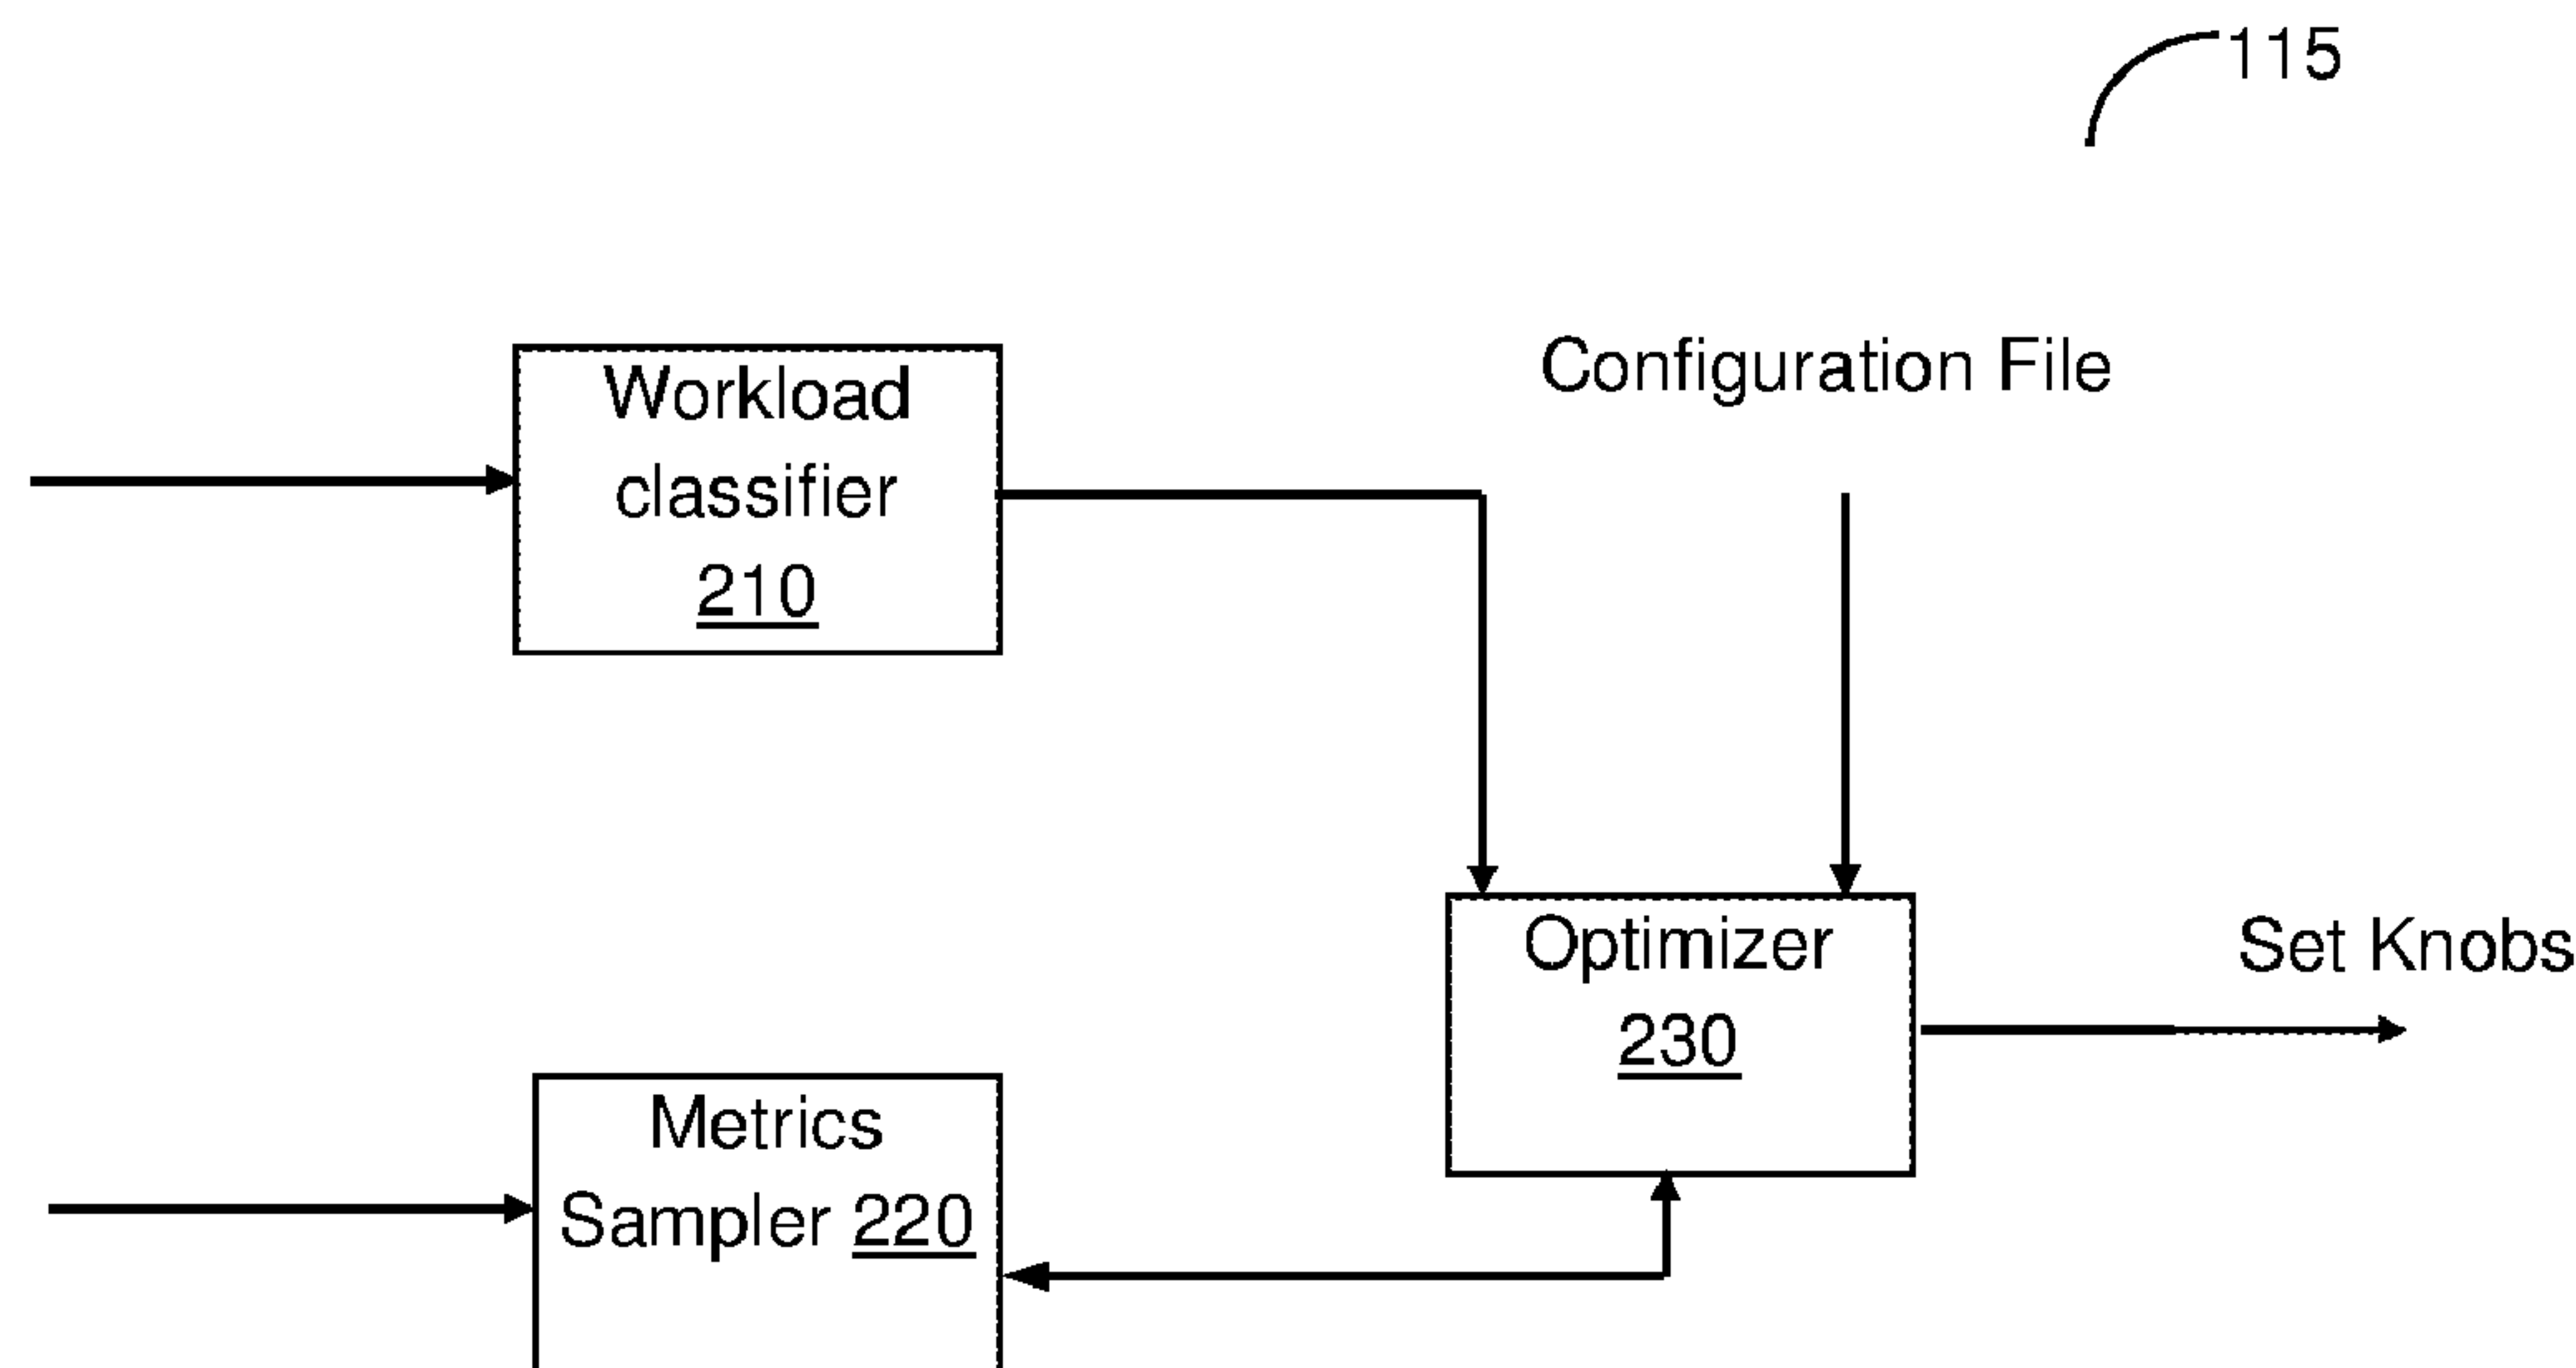 115
Workload
classifier
210
Configuration File
Optimizer
230
Set Knobs
Metrics
Sampler 220